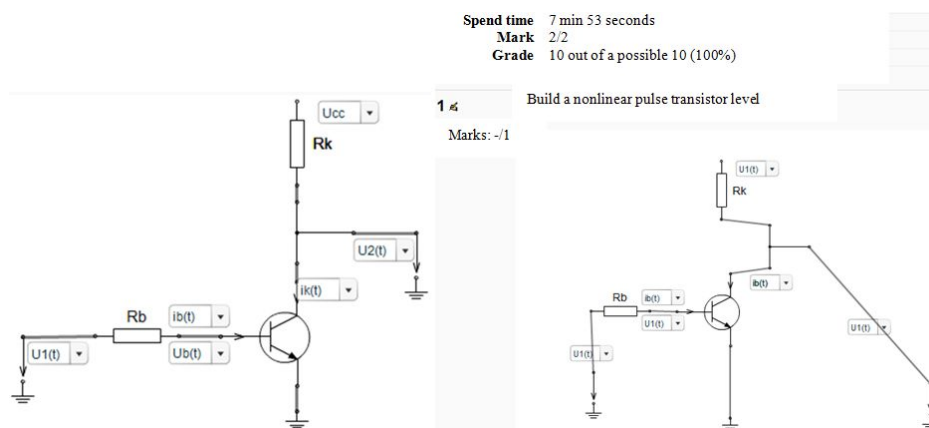 Spend time 7 min 53 seconds
Mark 2/2
Grade 10 out of a possible 10 (100%)
1
Build a nonlinear pulse transistor level
Marks: -/1
Ucc
Rk
U2(t)
ik(t)
Rb
ib(t)
U1(t)
Ub(t)
U1(t)
Rk
ib(t)
Rb
ib(t)
U1(t)
U1(t)
U1(t)